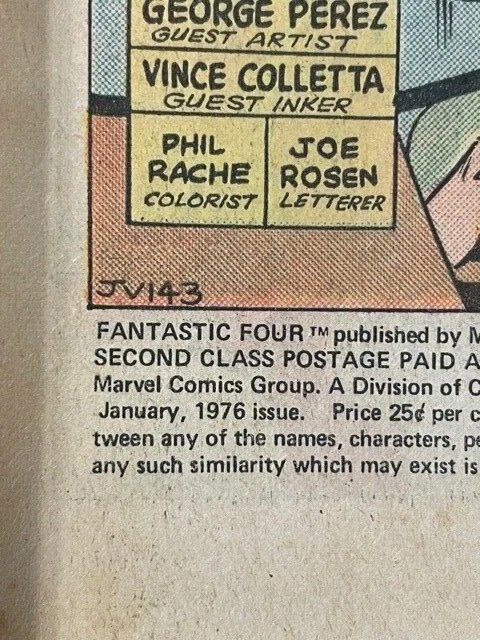 GEORGE PEREZ
GUEST ARTIST
VINCE COLLETTA
GUEST INKER
PHIL RACHE
COLORIST
JOE ROSEN
LETTERER
JV143
FANTASTIC FOUR™ published by M
SECOND CLASS POSTAGE PAID A
Marvel Comics Group. A Division of C
January, 1976 issue. Price 25¢ per c
tween any of the names, characters, pe
any such similarity which may exist is